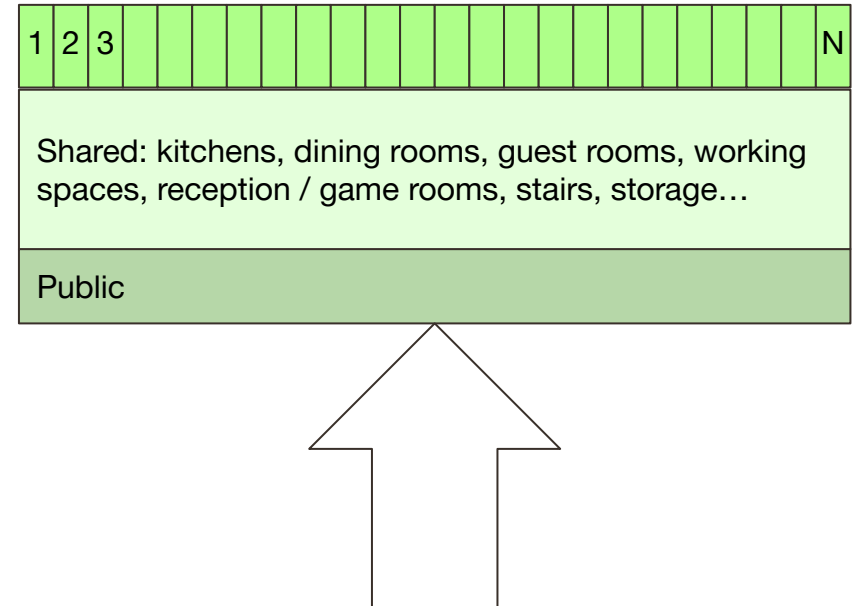 1 2 3 N
Shared: kitchens, dining rooms, guest rooms, working
spaces, reception / game rooms, stairs, storage…
Public